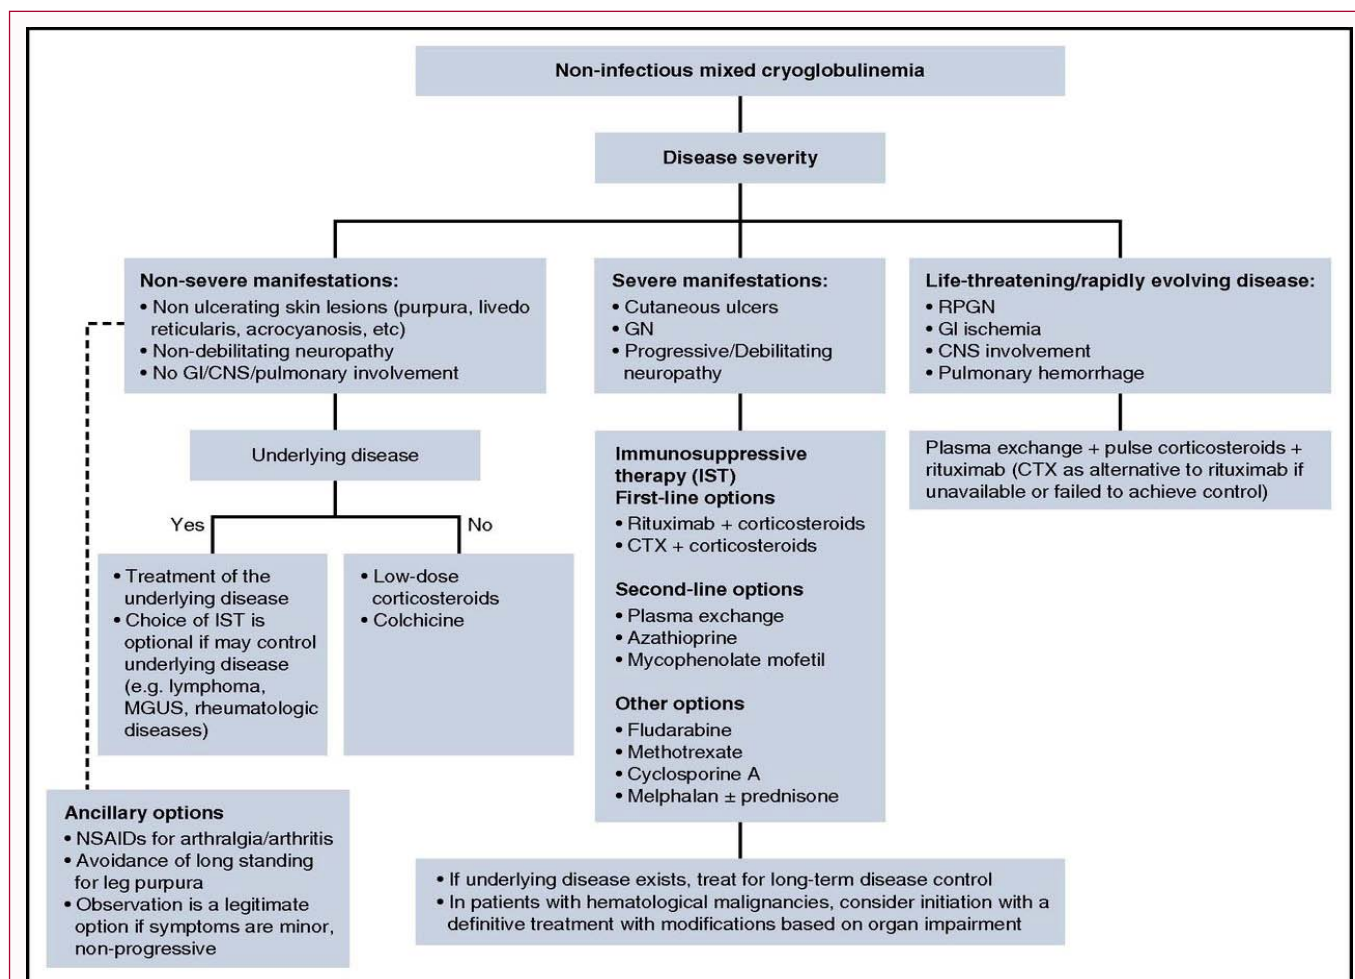 Non-infectious mixed cryoglobulinemia
Disease severity
Non-severe manifestations:
• Non ulcerating skin lesions (purpura, livedo
reticularis, acrocyanosis, etc)
• Non-debilitating neuropathy
• No GI/CNS/pulmonary involvement
Severe manifestations:
• Cutaneous ulcers
• GN
• Progressive/Debilitating
neuropathy
Life-threatening/rapidly evolving disease:
• RPGN
• GI ischemia
• CNS involvement
• Pulmonary hemorrhage
Underlying disease
Yes
No
• Treatment of the
underlying disease
• Choice of IST is
optional if may control
underlying disease
(e.g. lymphoma,
MGUS, rheumatologic
diseases)
• Low-dose
corticosteroids
• Colchicine
Immunosuppressive
therapy (IST)
First-line options
• Rituximab + corticosteroids
• CTX + corticosteroids
Second-line options
• Plasma exchange
• Azathioprine
• Mycophenolate mofetil
Other options
• Fludarabine
• Methotrexate
• Cyclosporine A
• Melphalan ± prednisone
Plasma exchange + pulse corticosteroids +
rituximab (CTX as alternative to rituximab if
unavailable or failed to achieve control)
Ancillary options
• NSAIDs for arthralgia/arthritis
• Avoidance of long standing
for leg purpura
• Observation is a legitimate
option if symptoms are minor,
non-progressive
• If underlying disease exists, treat for long-term disease control
• In patients with hematological malignancies, consider initiation with a
definitive treatment with modifications based on organ impairment